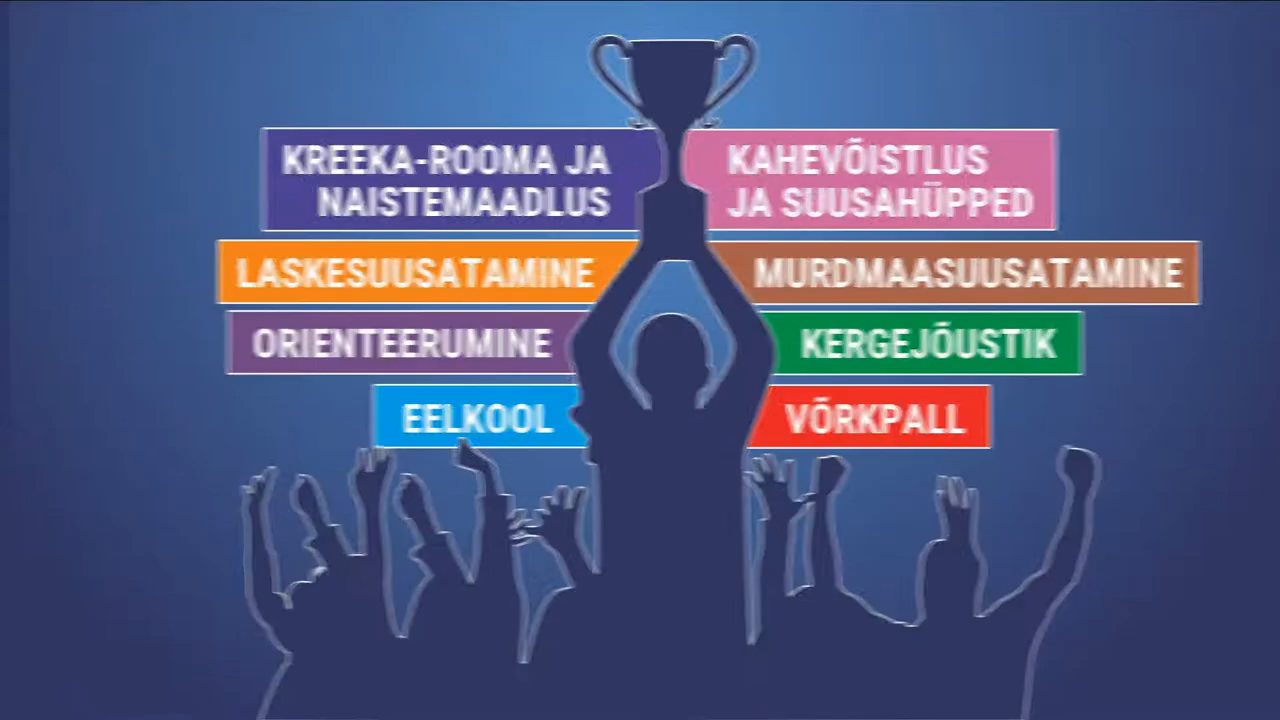 KREEKA-ROOMA JA
NAISTEMAADLUS
KAHEVÕISTLUS
JA SUUSAHÜPPED
LASKESUUSATAMINE
MURDMAASUUSATAMINE
ORIENTEERUMINE
KERGEJÕUSTIK
EELKOOL
VÕRKPALL